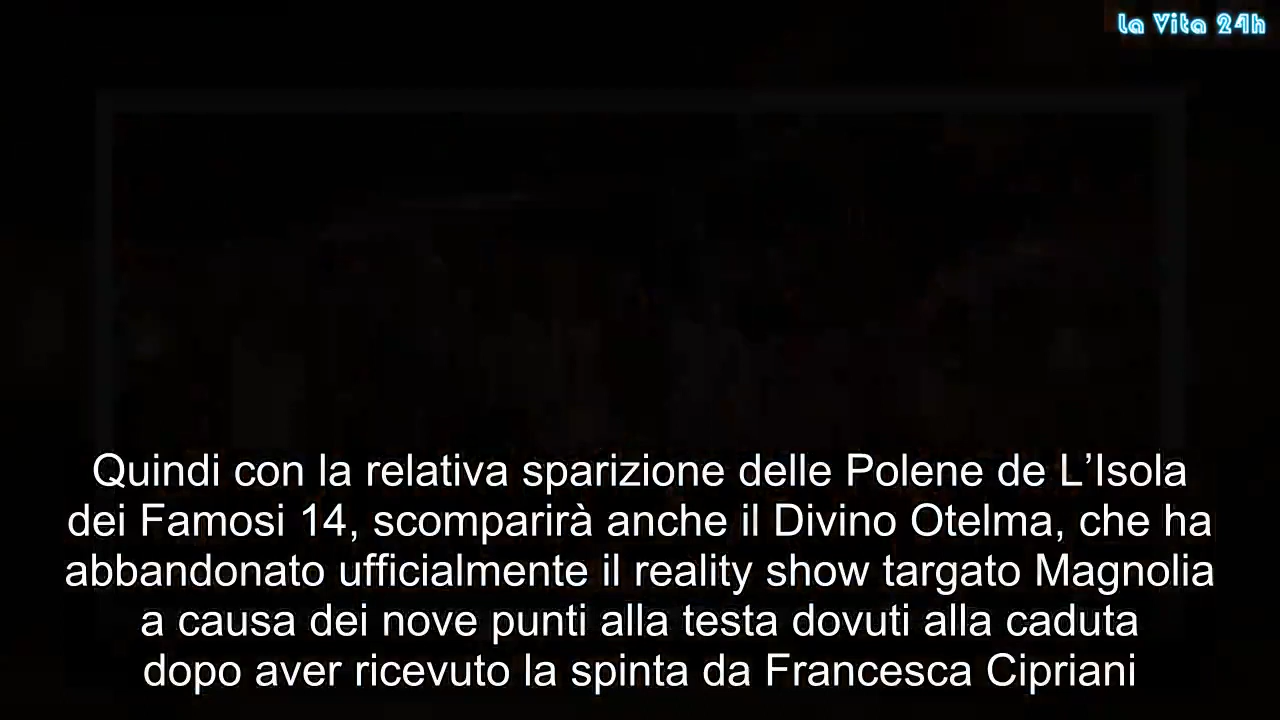 la Vita 24h
Quindi con la relativa sparizione delle Polene de L’Isola
dei Famosi 14, scomparirà anche il Divino Otelma, che ha
abbandonato ufficialmente il reality show targato Magnolia
a causa dei nove punti alla testa dovuti alla caduta
dopo aver ricevuto la spinta da Francesca Cipriani